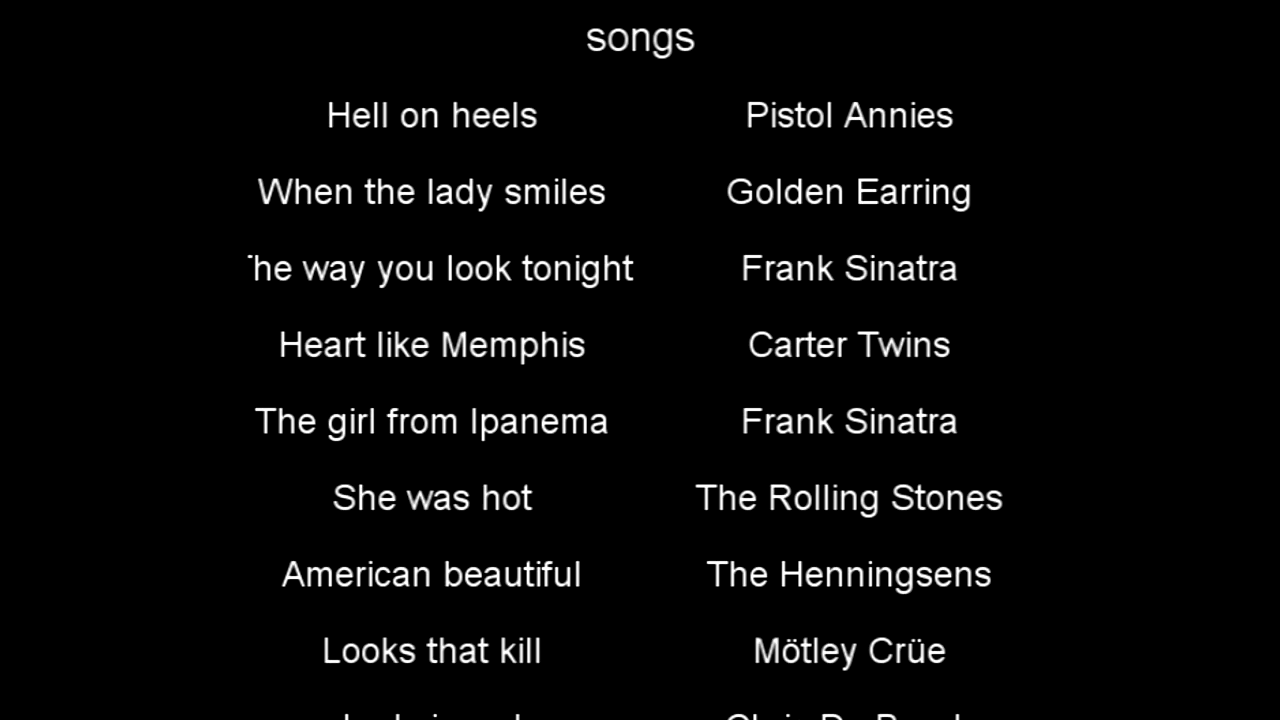 songs
Hell on heels Pistol Annies
When the lady smiles Golden Earring
he way you look tonight Frank Sinatra
Heart like Memphis Carter Twins
The girl from Ipanema Frank Sinatra
She was hot The Rolling Stones
American beautiful The Henningsens
Looks that kill Mötley Crüe